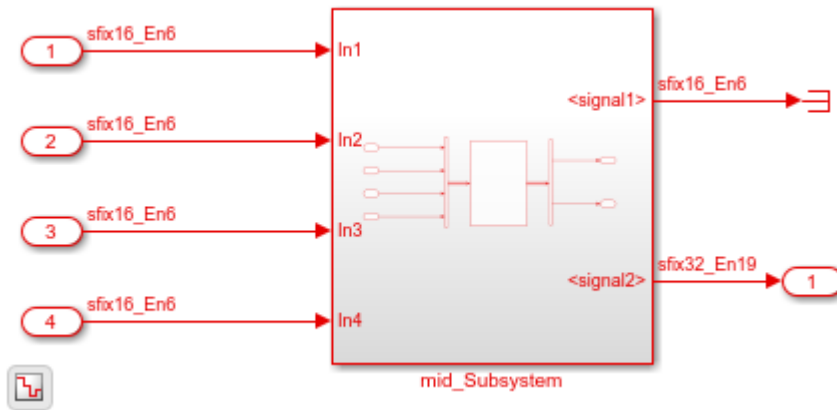 1
sfix16_En6
In1
<signal1>
sfix16_En6
2
sfix16_En6
In2
3
sfix16_En6
In3
<signal2>
sfix32_En19
1
4
sfix16_En6
In4
mid_Subsystem